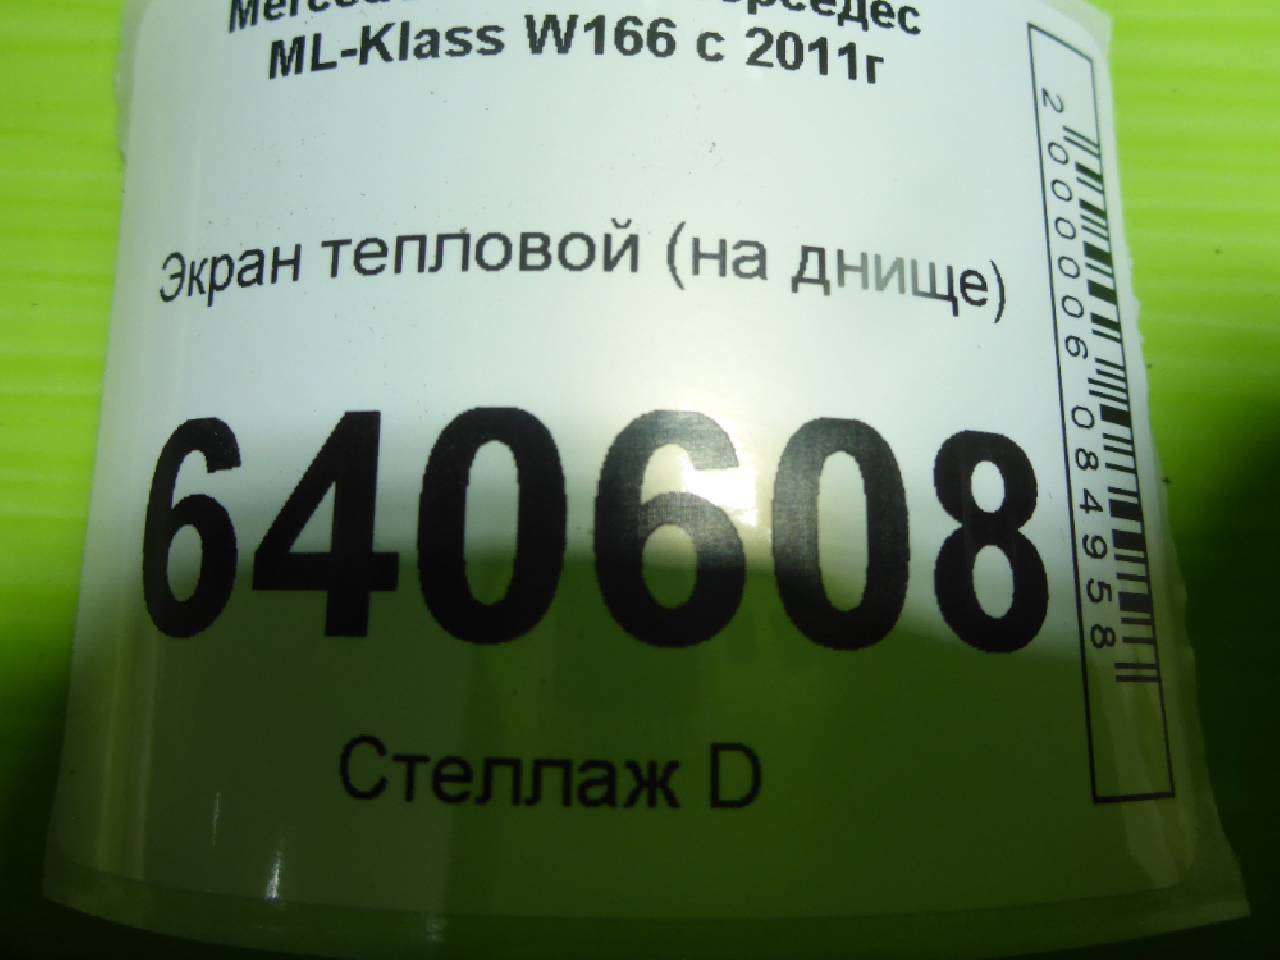 ML-Klass W166 с 2011г
Экран тепловой (на днище)
640608
Стеллаж D
2000006084958